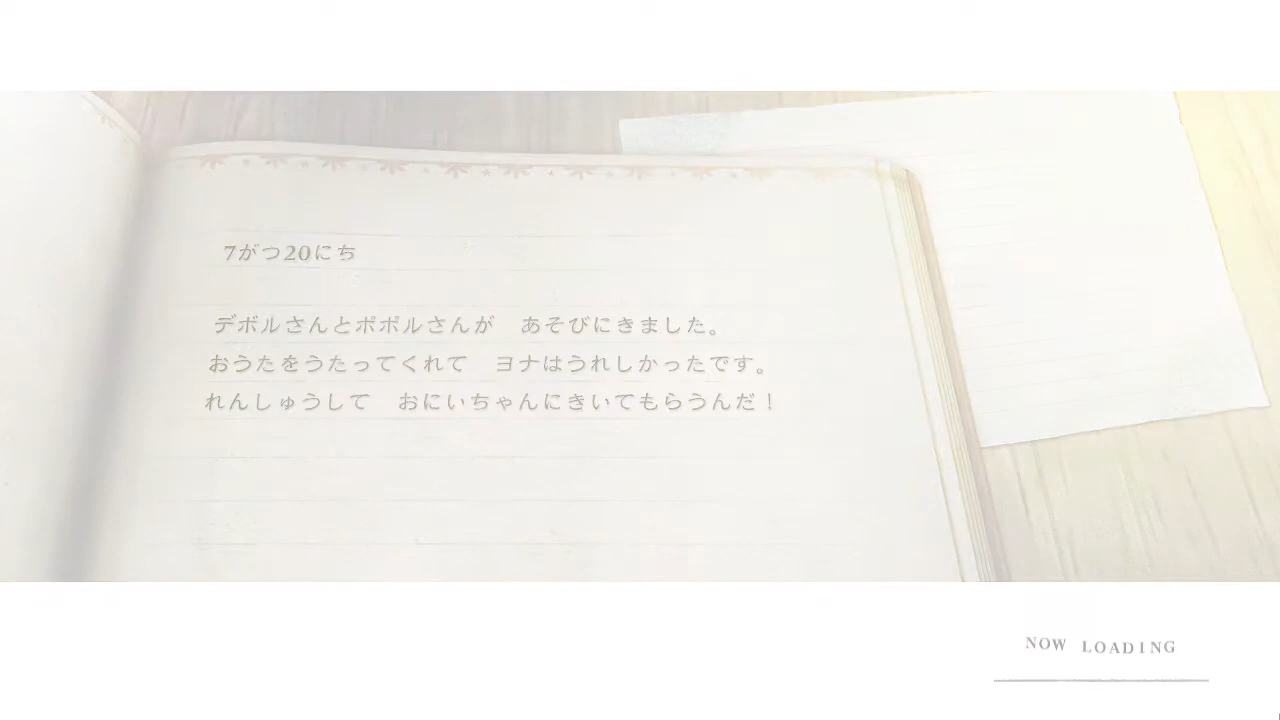 7がつ20にち
デボルさんとポポルさんが　あそびにきました。
おうたをうたってくれて　ヨナはうれしかったです。
れんしゅうして　おにいちゃんにきいてもらうんだ！
NOW LOADING